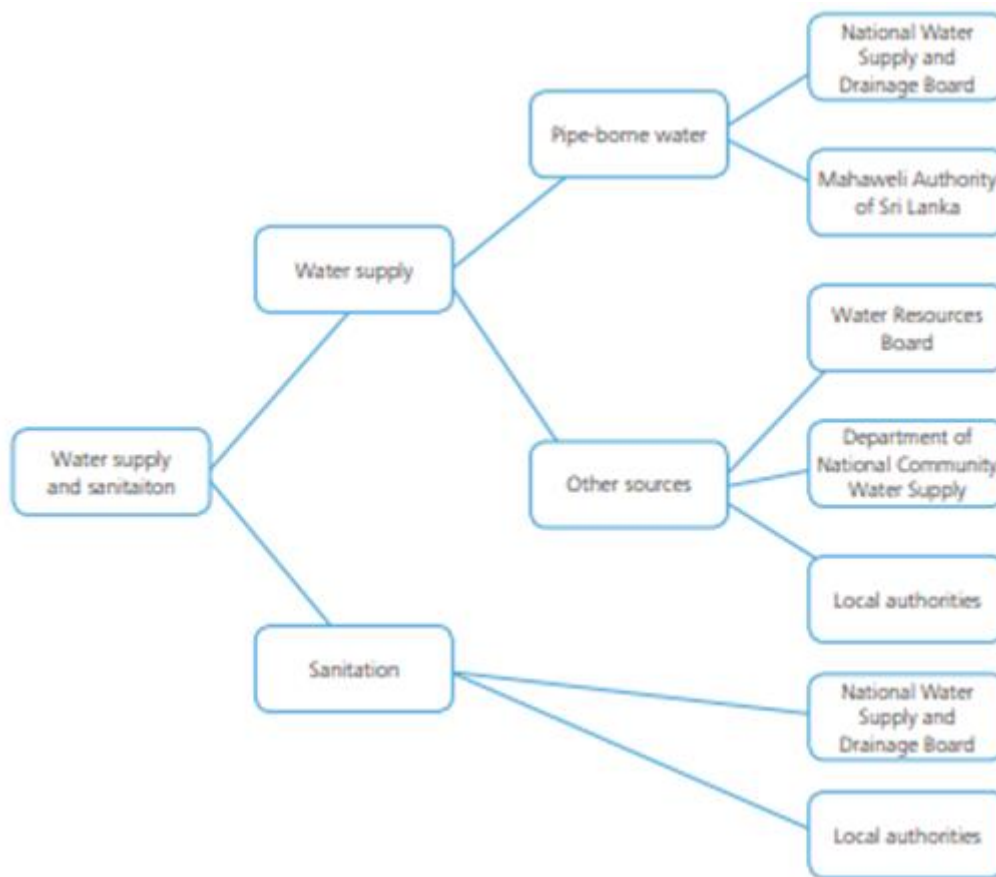 National Water
Supply and
Drainage Board
Pipe-borne water
Mahaweli Authority
of Sri Lanka
Water supply
Water Resources
Board
Water supply
and sanitaiton
Department of
National Community
Water Supply
Other sources
Local authorities
Sanitation
National Water
Supply and
Drainage Board
Local authorities